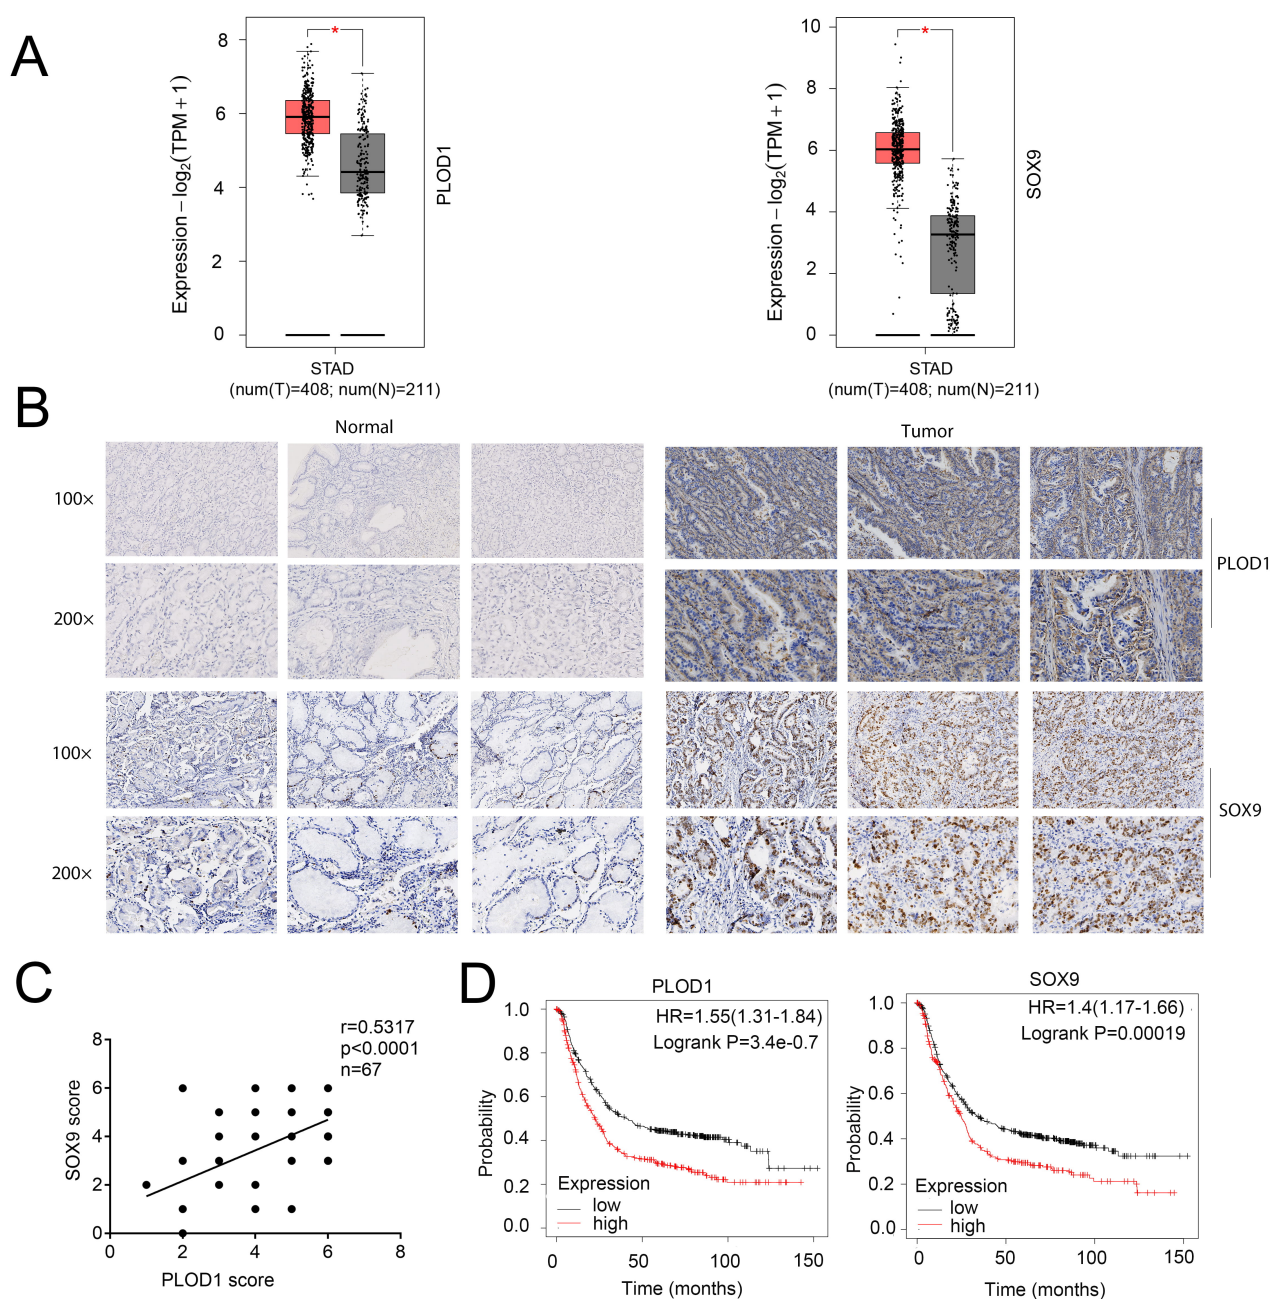 A
8
6
4
2
0
Expression – log2(TPM + 1)
*
PLOD1
STAD
(num(T)=408; num(N)=211)
10
8
6
4
2
0
Expression – log2(TPM + 1)
*
SOX9
STAD
(num(T)=408; num(N)=211)
B
Normal
Tumor
100×
200×
PLOD1
100×
200×
SOX9
C
r=0.5317
p<0.0001
n=67
SOX9 score
8
6
4
2
0
0 2 4 6 8
PLOD1 score
D
PLOD1
HR=1.55(1.31-1.84)
Logrank P=3.4e-0.7
Probability
1.0
0.8
0.6
0.4
0.2
0.0
Expression
low
high
0 50 100 150
Time (months)
SOX9
HR=1.4(1.17-1.66)
Logrank P=0.00019
Probability
1.0
0.8
0.6
0.4
0.2
0.0
Expression
low
high
0 50 100 150
Time (months)